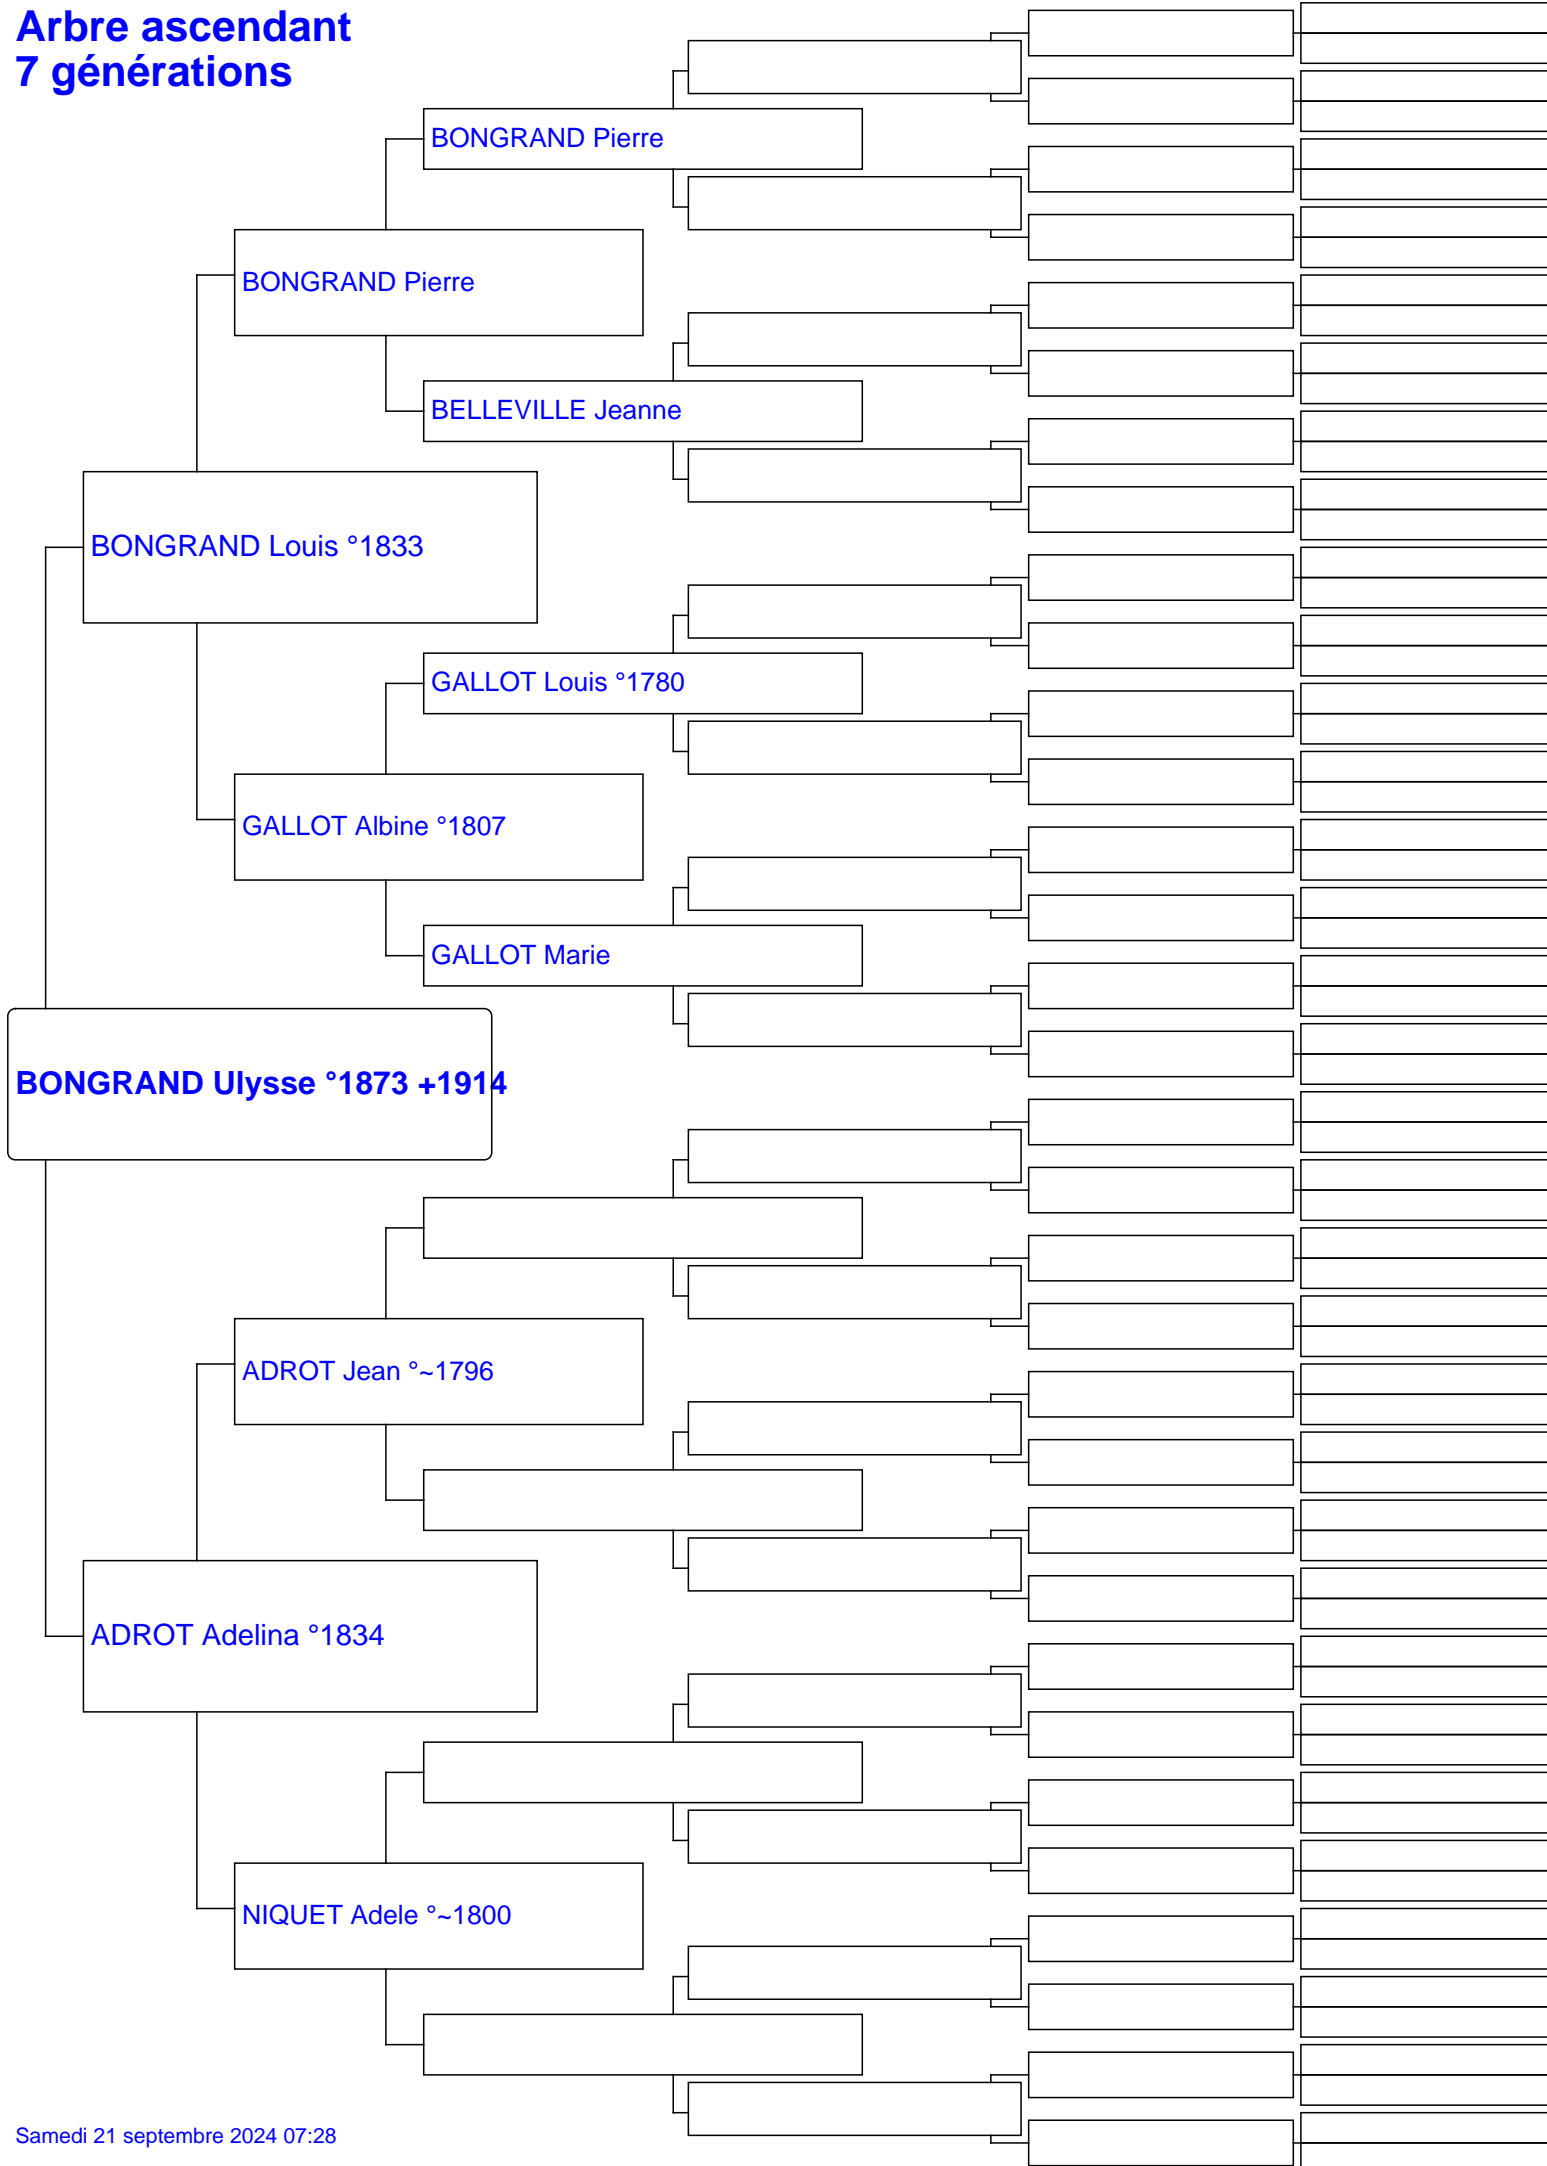 Arbre ascendant
7 générations
BONGRAND Pierre
BONGRAND Pierre
BELLEVILLE Jeanne
BONGRAND Louis °1833
GALLOT Louis °1780
GALLOT Albine °1807
GALLOT Marie
BONGRAND Ulysse °1873 +1914
ADROT Jean °~1796
ADROT Adelina °1834
NIQUET Adele °~1800
Samedi 21 septembre 2024 07:28